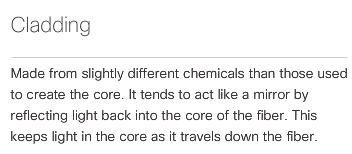 Cladding
Made from slightly different chemicals than those used
to create the core. It tends to act like a mirror by
reflecting light back into the core of the fiber. This
keeps light in the core as it travels down the fiber.